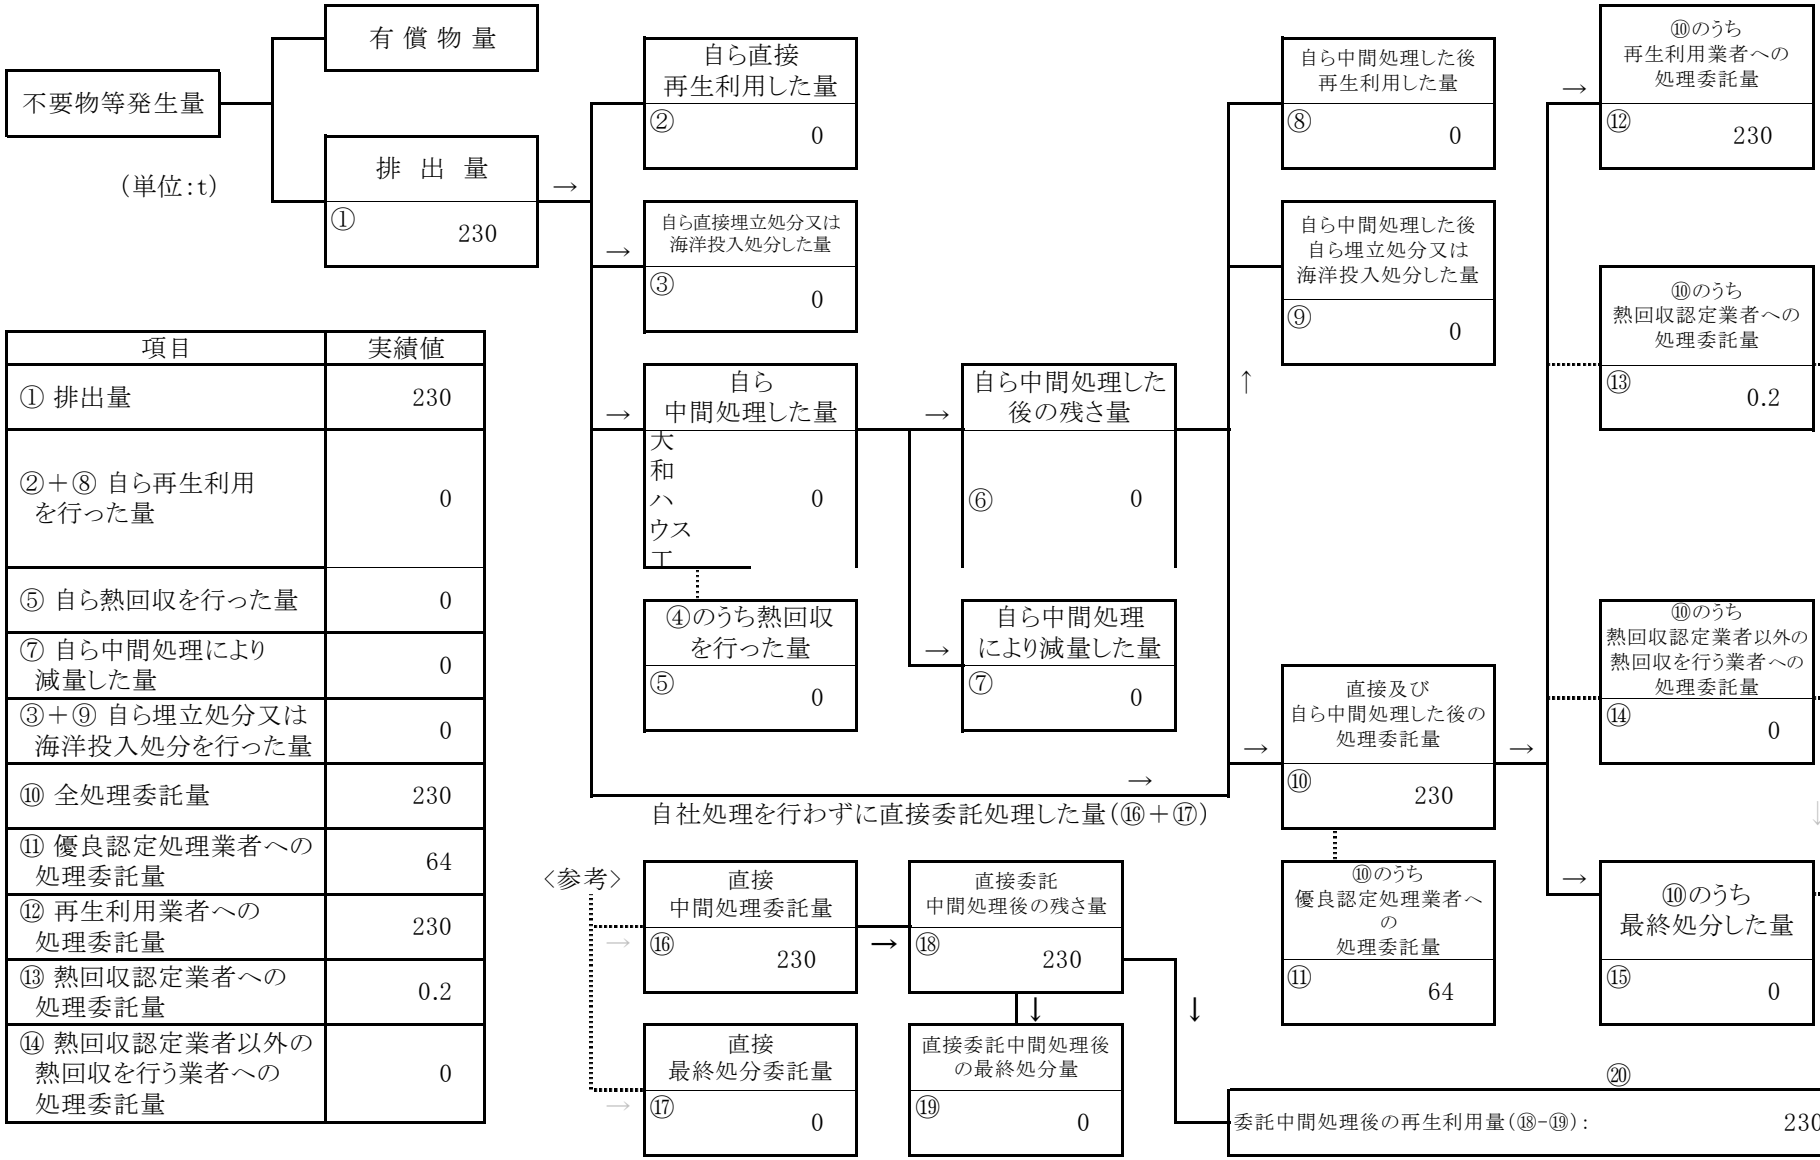 不要物等発生量
(単位:t)
有 償 物 量
排 出 量
→
①
230
自ら直接
再生利用した量
②
0
→
自ら直接埋立処分又は
海洋投入処分した量
③
0
→
自ら
中間処理した量
大
和
ハ
ウス
工
0
④のうち熱回収
を行った量
⑤
0
→
自ら中間処理した
後の残さ量
⑥
0
→
自ら中間処理
により減量した量
⑦
0
↑
自ら中間処理した後
再生利用した量
⑧
0
自ら中間処理した後
自ら埋立処分又は
海洋投入処分した量
⑨
0
→
自社処理を行わずに直接委託処理した量(⑯+⑰)
→
直接及び
自ら中間処理した後の
処理委託量
⑩
230
→
⑩のうち
優良認定処理業者へ
の
処理委託量
⑪
64
→
⑩のうち
再生利用業者への
処理委託量
⑫
230
⑩のうち
熱回収認定業者への
処理委託量
⑬
0.2
⑩のうち
熱回収認定業者以外の
熱回収を行う業者への
処理委託量
⑭
0
↓
→
⑩のうち
最終処分した量
⑮
0
項目 実績値
① 排出量 230
②+⑧ 自ら再生利用
を行った量 0
⑤ 自ら熱回収を行った量 0
⑦ 自ら中間処理により
減量した量 0
③+⑨ 自ら埋立処分又は
海洋投入処分を行った量 0
⑩ 全処理委託量 230
⑪ 優良認定処理業者への
処理委託量 64
⑫ 再生利用業者への
処理委託量 230
⑬ 熱回収認定業者への
処理委託量 0.2
⑭ 熱回収認定業者以外の
熱回収を行う業者への
処理委託量 0
<参考>
→
直接
中間処理委託量
⑯
230
→
直接委託
中間処理後の残さ量
⑱
230
↓
↓
→
直接
最終処分委託量
⑰
0
直接委託中間処理後
の最終処分量
⑲
0
⑳
委託中間処理後の再生利用量(⑱-⑲): 230